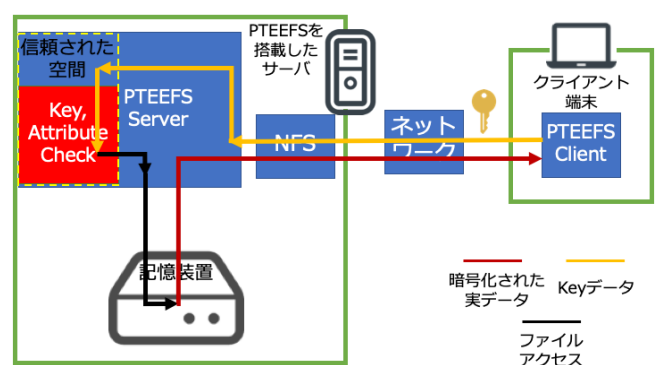 信頼された
空間
Key,
Attribute
Check
PTEEFS
Server
PTEEFSを
搭載した
サーバ
NFS
ネット
ワーク
クライアント
端末
PTEEFS
Client
記憶装置
暗号化された
実データ
Keyデータ
ファイル
アクセス